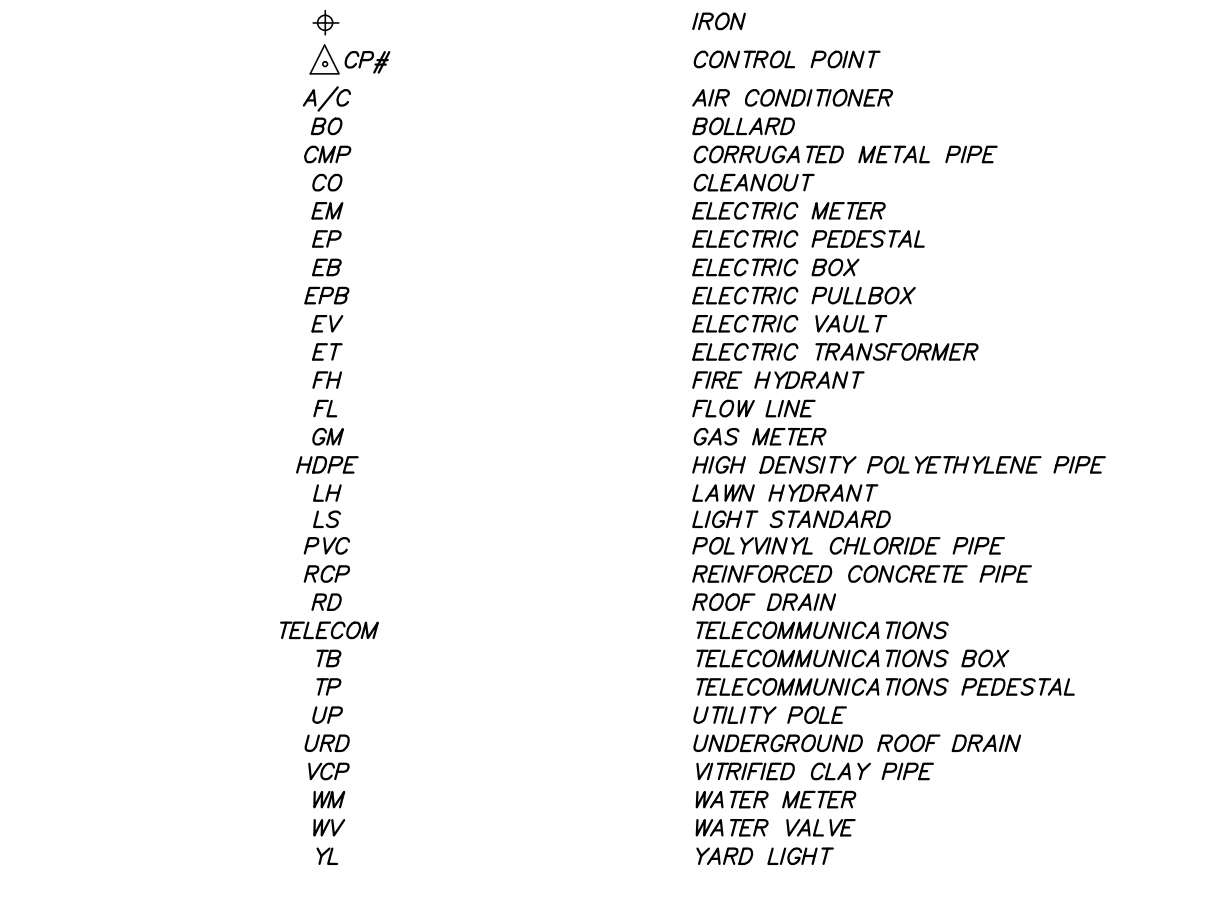 IRON
CP# CONTROL POINT
A/C AIR CONDITIONER
BO BOLLARD
CMP CORRUGATED METAL PIPE
CO CLEANOUT
EM ELECTRIC METER
EP ELECTRIC PEDESTAL
EB ELECTRIC BOX
EPB ELECTRIC PULLBOX
EV ELECTRIC VAULT
ET ELECTRIC TRANSFORMER
FH FIRE HYDRANT
FL FLOW LINE
GM GAS METER
HDPE HIGH DENSITY POLYETHYLENE PIPE
LH LAWN HYDRANT
LS LIGHT STANDARD
PVC POLYVINYL CHLORIDE PIPE
RCP REINFORCED CONCRETE PIPE
RD ROOF DRAIN
TELECOM TELECOMMUNICATIONS
TB TELECOMMUNICATIONS BOX
TP TELECOMMUNICATIONS PEDESTAL
UP UTILITY POLE
URD UNDERGROUND ROOF DRAIN
VCP VITRIFIED CLAY PIPE
WM WATER METER
WV WATER VALVE
YL YARD LIGHT